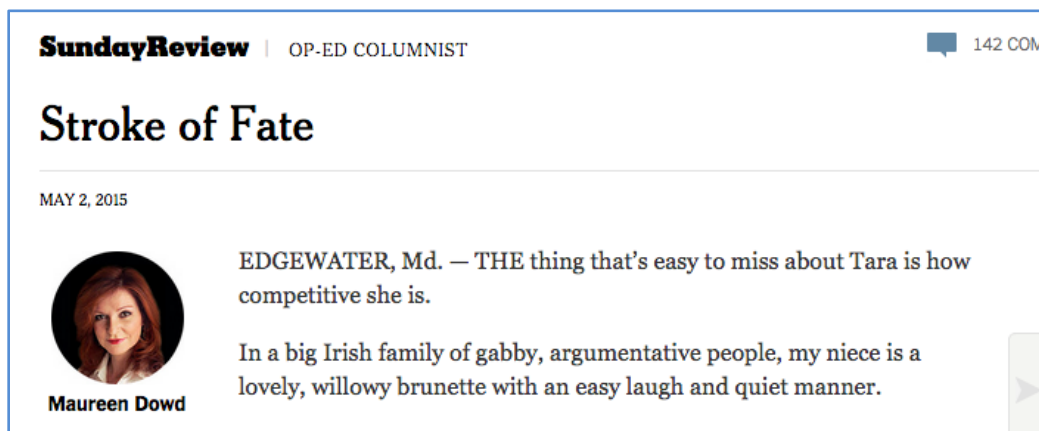 SundayReview | OP-ED COLUMNIST
142 COM
Stroke of Fate
MAY 2, 2015
EDGEWATER, Md. — THE thing that's easy to miss about Tara is how
competitive she is.
In a big Irish family of gabby, argumentative people, my niece is a
lovely, willowy brunette with an easy laugh and quiet manner.
Maureen Dowd